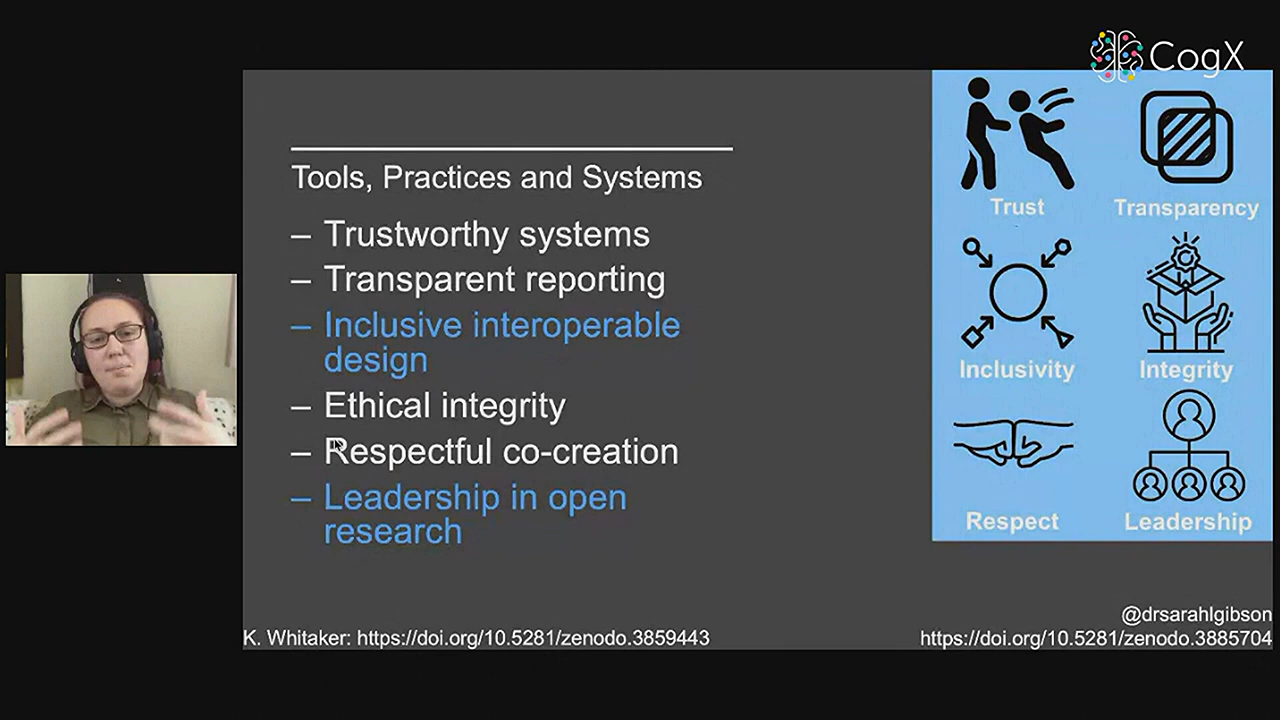 CogX
Tools, Practices and Systems
– Trustworthy systems
– Transparent reporting
– Inclusive interoperable
design
– Ethical integrity
– Respectful co-creation
– Leadership in open
research
Trust
Transparency
Inclusivity
Integrity
Respect
Leadership
@drsarahlgibson
K. Whitaker: https://doi.org/10.5281/zenodo.3859443
https://doi.org/10.5281/zenodo.3885704